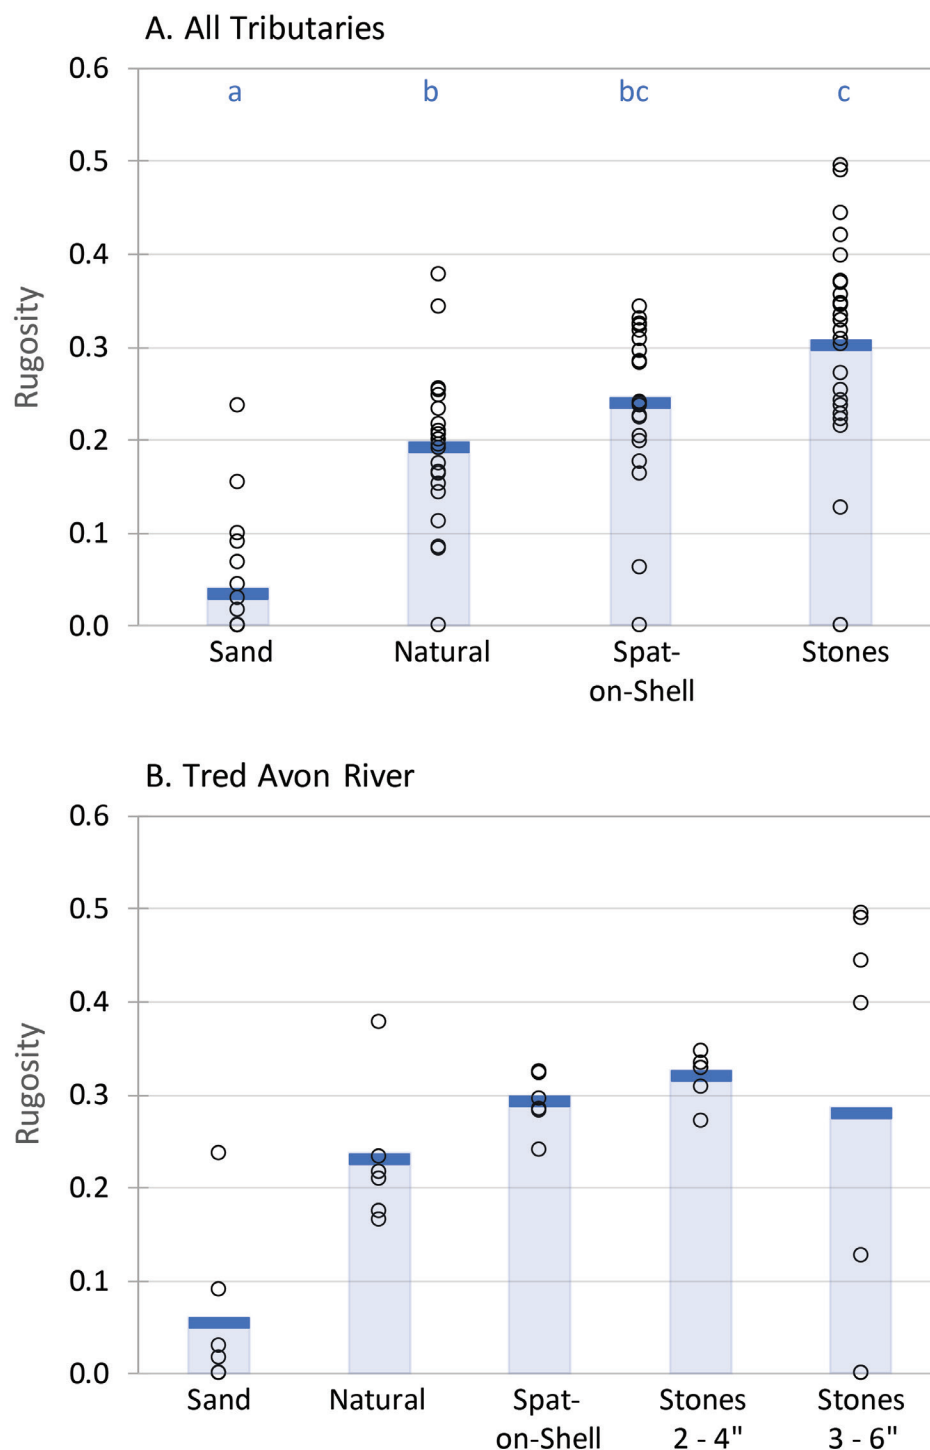 A. All Tributaries
0.6
a b bc c
0.5
0.4
0.3
0.2
0.1
0.0
Rugosity
Sand Natural Spat- Stones
on-Shell
B. Tred Avon River
0.6
0.5
0.4
0.3
0.2
0.1
0.0
Rugosity
Sand Natural Spat- Stones Stones
on-Shell 2 - 4" 3 - 6"